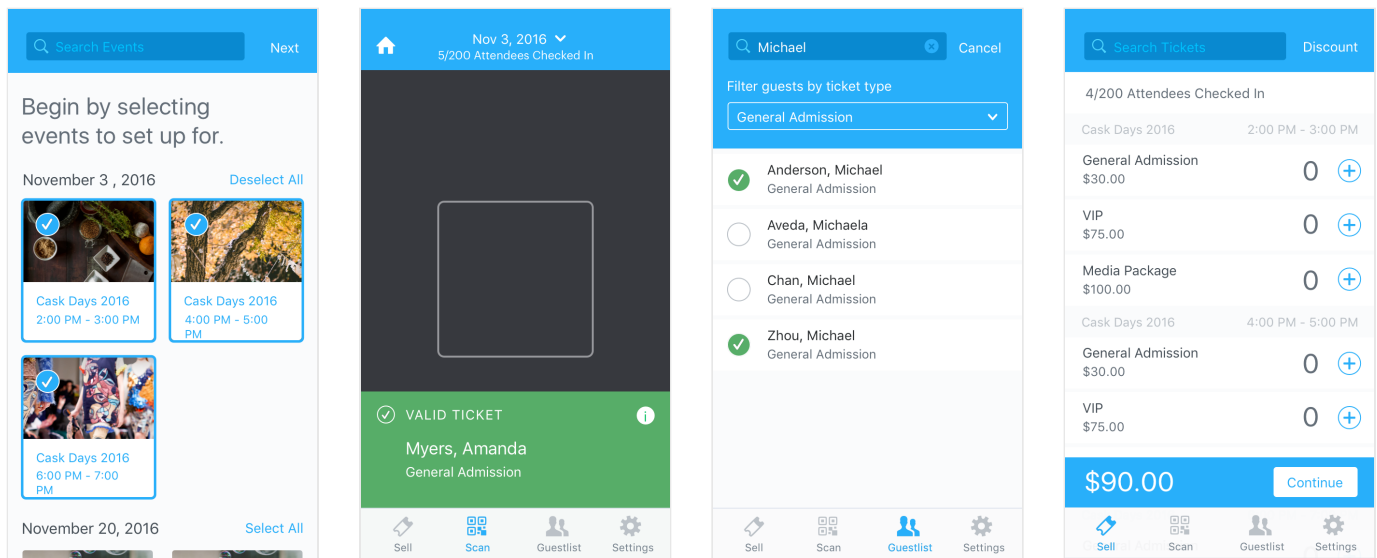 Search Events
Next
Begin by selecting
events to set up for.
November 3 , 2016
Deselect All
Cask Days 2016
2:00 PM - 3:00 PM
Cask Days 2016
4:00 PM - 5:00
PM
Cask Days 2016
6:00 PM - 7:00
PM
November 20, 2016
Select All
Nov 3, 2016
5/200 Attendees Checked In
VALID TICKET
i
Myers, Amanda
General Admission
Sell
Scan
Guestlist
Settings
Michael
Cancel
Filter guests by ticket type
General Admission
Anderson, Michael
General Admission
Aveda, Michaela
General Admission
Chan, Michael
General Admission
Zhou, Michael
General Admission
Sell
Scan
Guestlist
Settings
Search Tickets
Discount
4/200 Attendees Checked In
Cask Days 2016
2:00 PM - 3:00 PM
General Admission
$30.00
0
VIP
$75.00
0
Media Package
$100.00
0
Cask Days 2016
4:00 PM - 5:00 PM
General Admission
$30.00
0
VIP
$75.00
0
$90.00
Continue
Sell
Scan
Guestlist
Settings